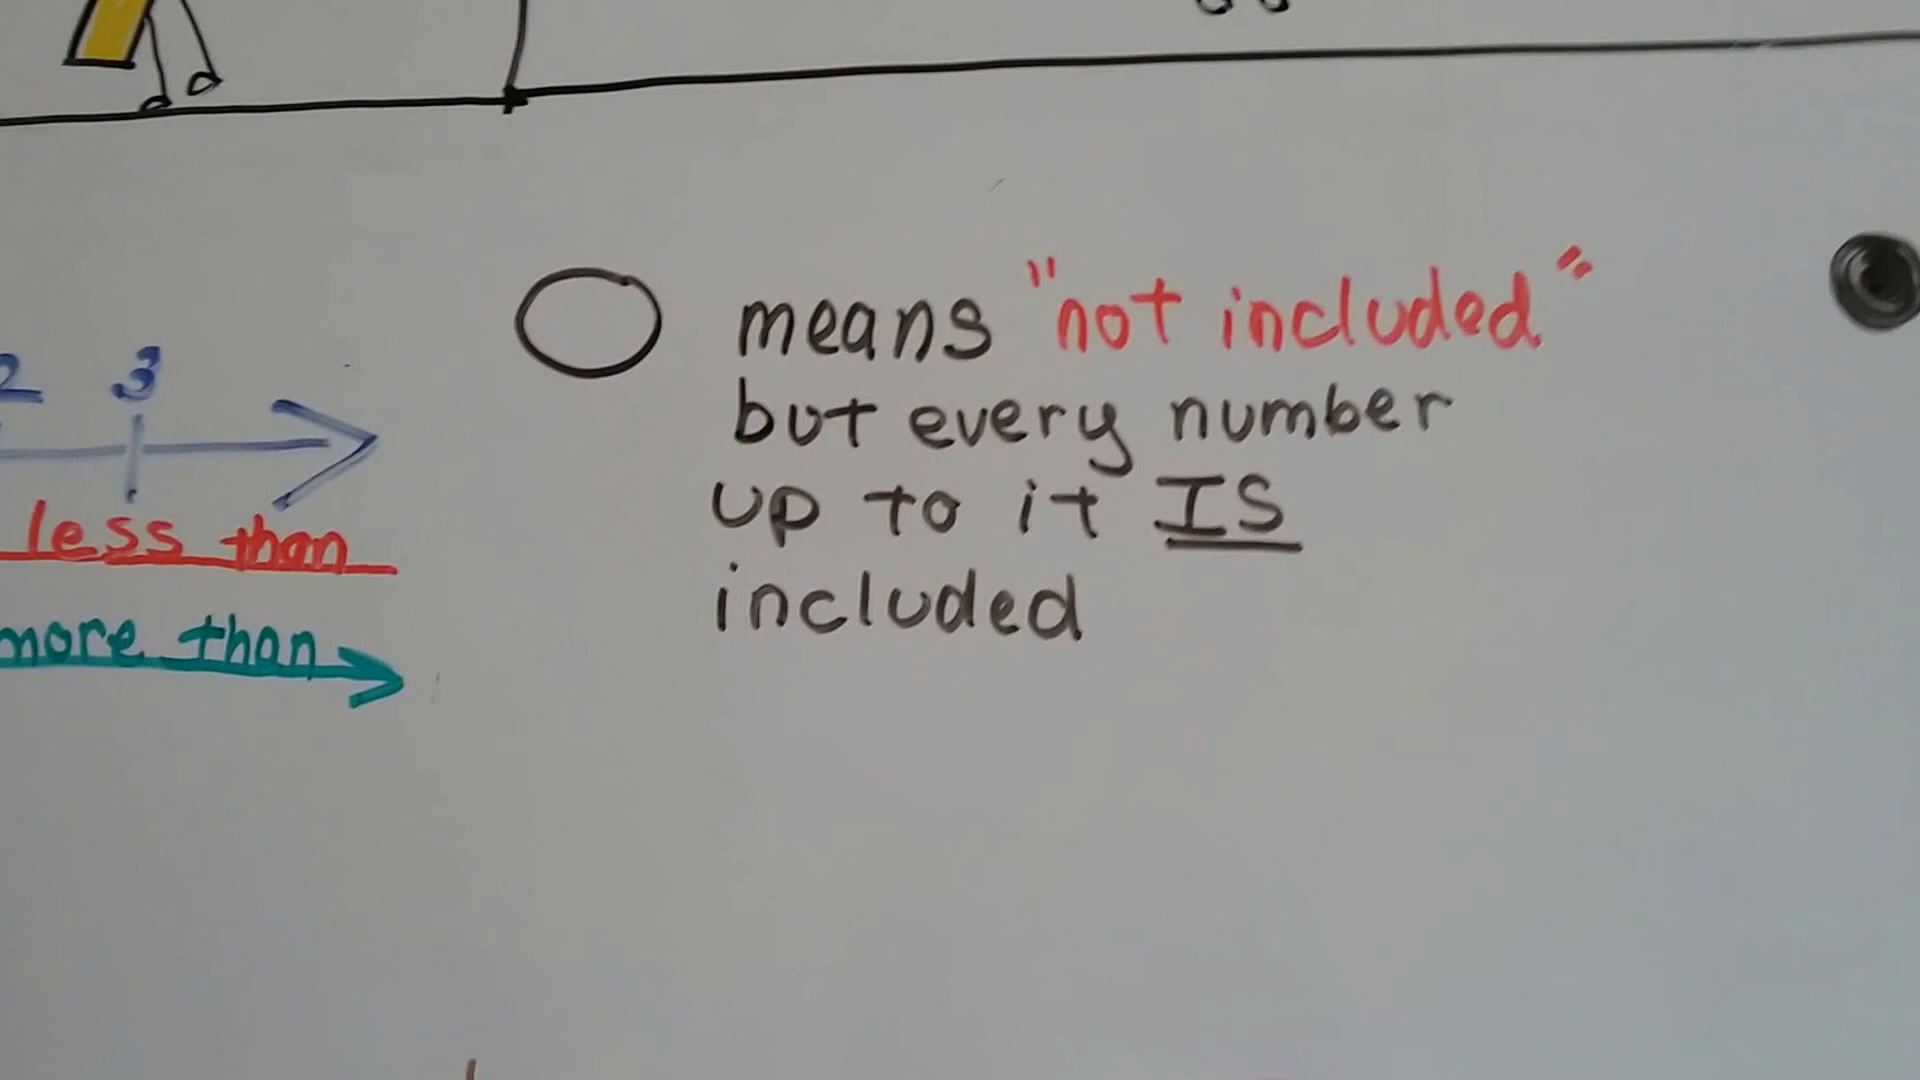 means "not included"
but every number
up to it IS
included
2 3
less than
more than